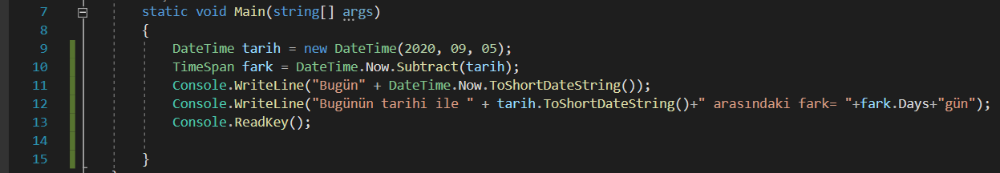 7 static void Main(string[] args)
8 {
9 DateTime tarih = new DateTime(2020, 09, 05);
10 TimeSpan fark = DateTime.Now.Subtract(tarih);
11 Console.WriteLine("Bugün" + DateTime.Now.ToShortDateString());
12 Console.WriteLine("Bugünün tarihi ile " + tarih.ToShortDateString()+" arasındaki fark= "+fark.Days+"gün");
13 Console.ReadKey();
14
15 }